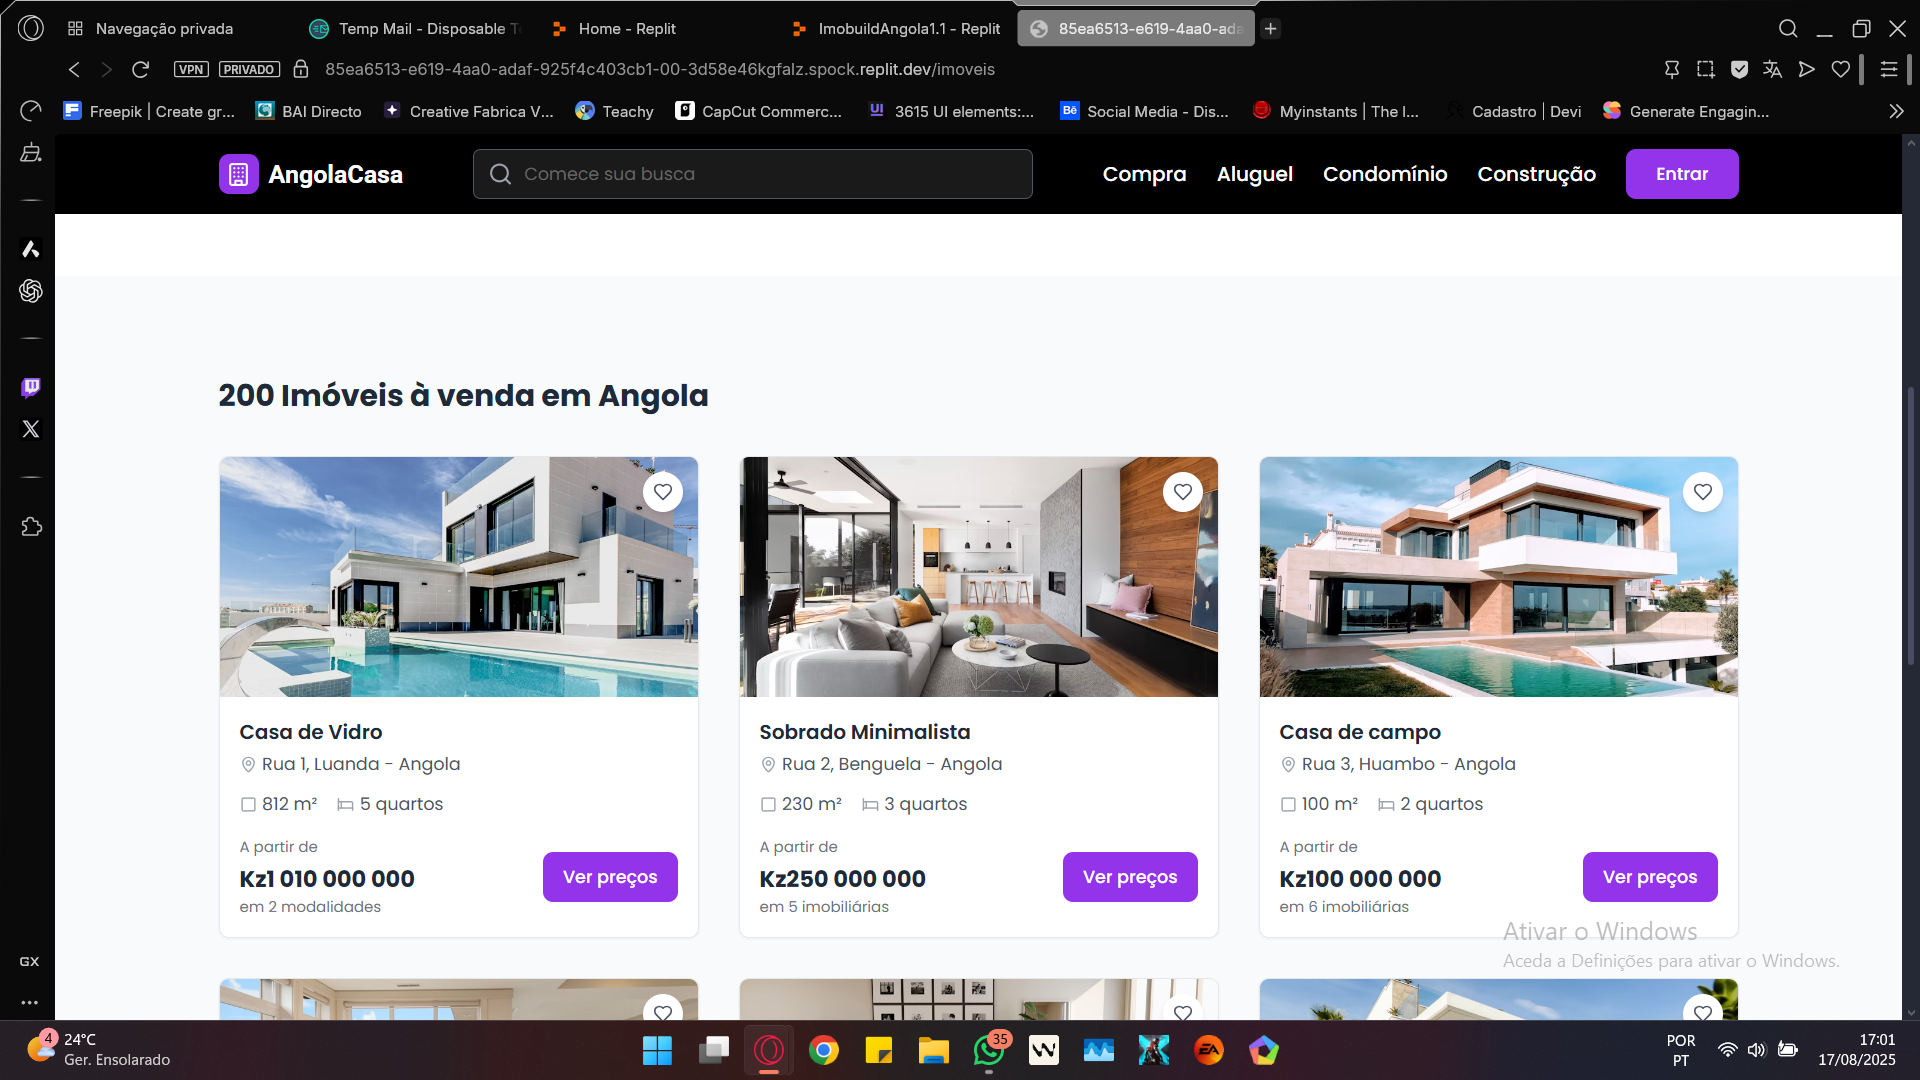 Navegação privada
Temp Mail - Disposable
Home - Replit
ImobuildAngola1.1 - Replit
85ea6513-e619-4aa0-ada
VPN
PRIVADO
85ea6513-e619-4aa0-adaf-925f4c403cb1-00-3d58e46kgfalz.spock.replit.dev/imoveis
Freepik | Create gr...
BAI Directo
Creative Fabrica V...
Teachy
CapCut Commerc...
UI 3615 UI elements:...
Bē Social Media - Dis...
Myinstants | The I...
Cadastro | Devi
Generate Engagin...
AngolaCasa
Comece sua busca
Compra
Aluguel
Condomínio
Construção
Entrar
200 Imóveis à venda em Angola
Casa de Vidro
Rua 1, Luanda - Angola
812 m² 5 quartos
A partir de
Kz1 010 000 000
em 2 modalidades
Ver preços
Sobrado Minimalista
Rua 2, Benguela - Angola
230 m² 3 quartos
A partir de
Kz250 000 000
em 5 imobiliárias
Ver preços
Casa de campo
Rua 3, Huambo - Angola
100 m² 2 quartos
A partir de
Kz100 000 000
em 6 imobiliárias
Ver preços
Ativar o Windows
Aceda a Definições para ativar o Windows.
GX
4
24°C
Ger. Ensolarado
35
EA
POR
PT
17:01
17/08/2025